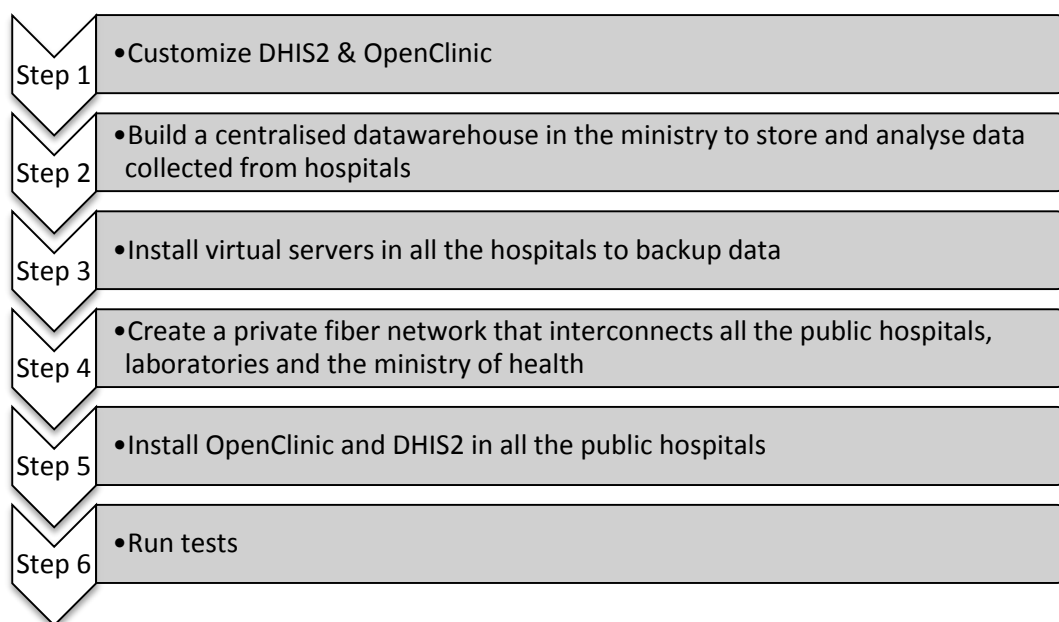 Step 1
•Customize DHIS2 & OpenClinic
Step 2
•Build a centralised datawarehouse in the ministry to store and analyse data
collected from hospitals
Step 3
•Install virtual servers in all the hospitals to backup data
Step 4
•Create a private fiber network that interconnects all the public hospitals,
laboratories and the ministry of health
Step 5
•Install OpenClinic and DHIS2 in all the public hospitals
Step 6
•Run tests